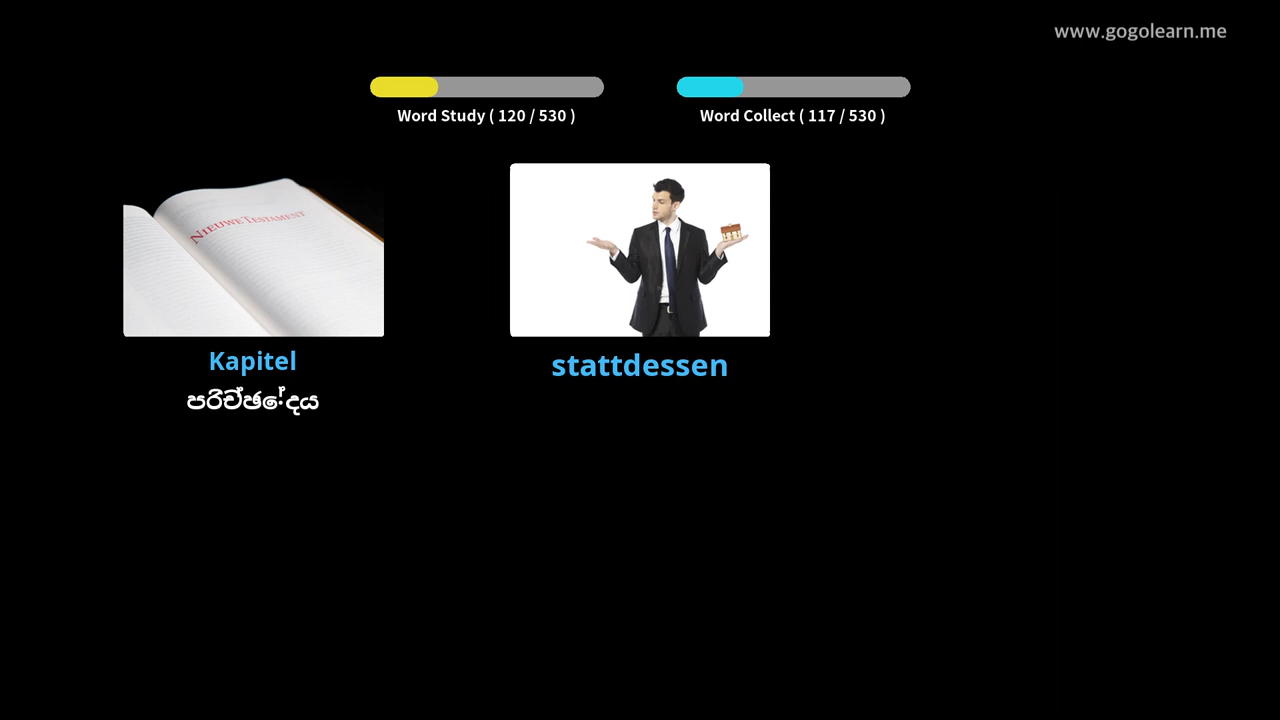 www.gogolearn.me
Word Study ( 120 / 530 )
Word Collect ( 117 / 530 )
NIEUWE TESTAMENT
Kapitel
පරිච්ඡේදය
stattdessen